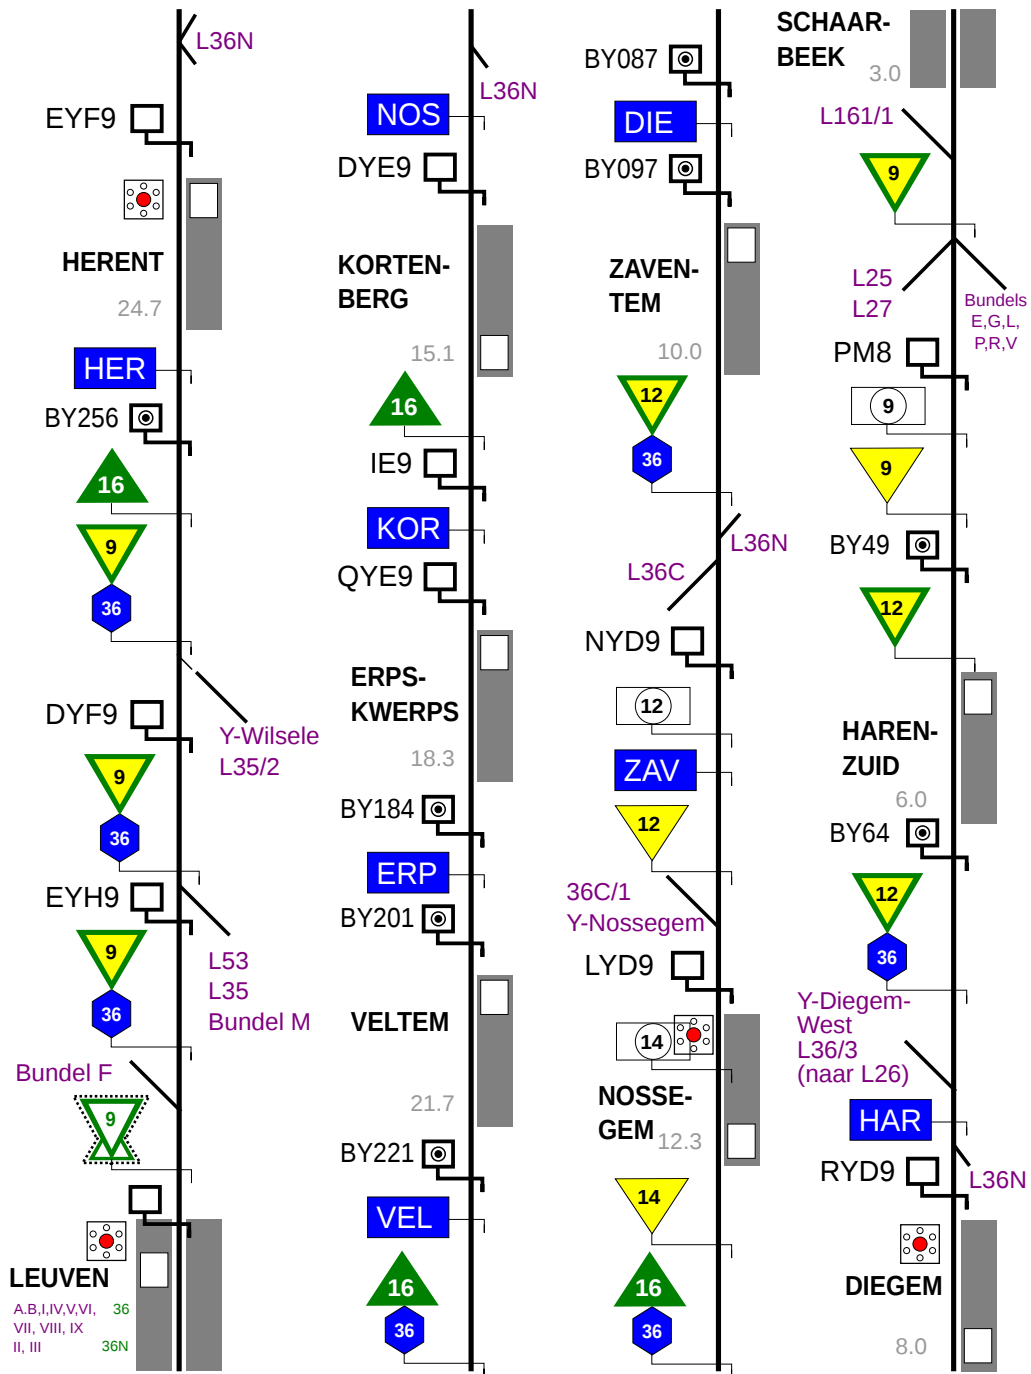 L36N
EYF9
HERENT
24.7
HER
BY256
16
9
36
Y-Wilsele
L35/2
DYF9
9
36
EYH9
L53
L35
Bundel M
9
36
Bundel F
9
LEUVEN
A.B,I,IV,V,VI, 36
VII, VIII, IX
II, III 36N
L36N
NOS
DYE9
KORTEN-
BERG
15.1
16
IE9
KOR
QYE9
ERPS-
KWERPS
18.3
BY184
ERP
BY201
VELTEM
21.7
BY221
VEL
16
36
BY087
DIE
BY097
ZAVEN-
TEM
10.0
12
36
L36N
L36C
NYD9
12
ZAV
12
36C/1
Y-Nossegem
LYD9
14
NOSSE-
GEM 12.3
14
16
36
SCHAAR-
BEEK
3.0
L161/1
9
L25
L27
Bundels
E,G,L,
P,R,V
PM8
9
9
BY49
12
HAREN-
ZUID
6.0
BY64
12
36
Y-Diegem-
West
L36/3
(naar L26)
HAR
L36N
RYD9
DIEGEM
8.0